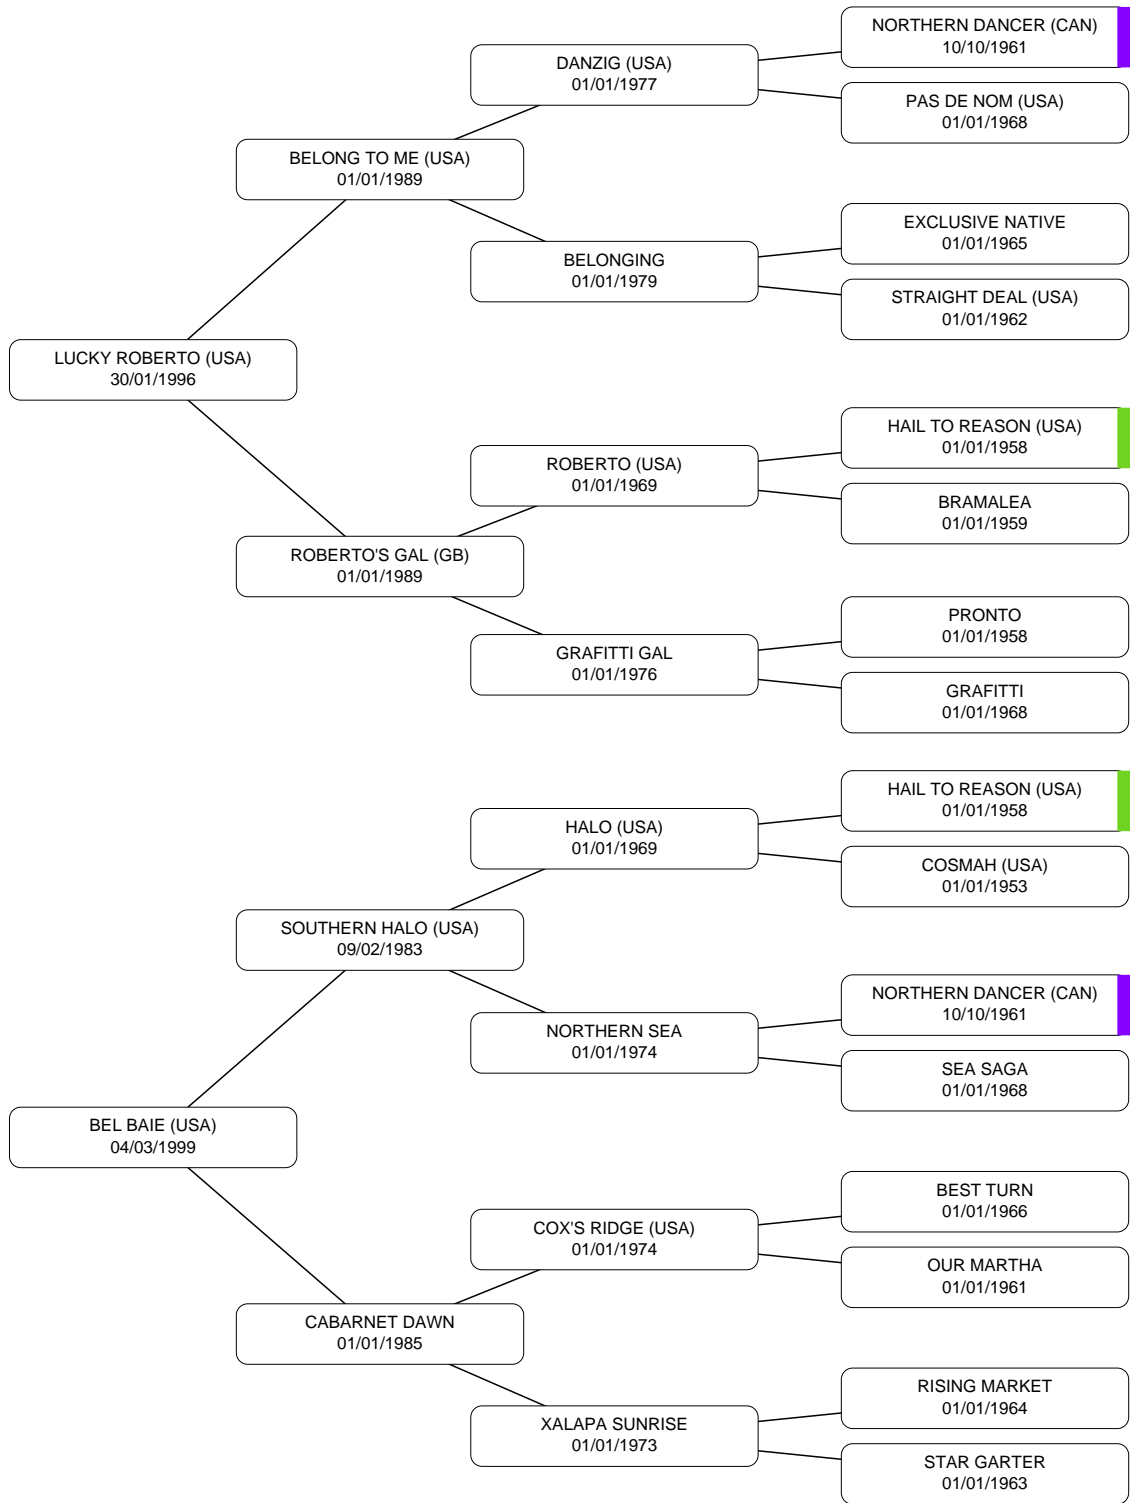 NORTHERN DANCER (CAN)
10/10/1961
DANZIG (USA)
01/01/1977
PAS DE NOM (USA)
01/01/1968
BELONG TO ME (USA)
01/01/1989
EXCLUSIVE NATIVE
01/01/1965
BELONGING
01/01/1979
STRAIGHT DEAL (USA)
01/01/1962
LUCKY ROBERTO (USA)
30/01/1996
HAIL TO REASON (USA)
01/01/1958
ROBERTO (USA)
01/01/1969
BRAMALEA
01/01/1959
ROBERTO'S GAL (GB)
01/01/1989
PRONTO
01/01/1958
GRAFITTI GAL
01/01/1976
GRAFITTI
01/01/1968
HAIL TO REASON (USA)
01/01/1958
HALO (USA)
01/01/1969
COSMAH (USA)
01/01/1953
SOUTHERN HALO (USA)
09/02/1983
NORTHERN DANCER (CAN)
10/10/1961
NORTHERN SEA
01/01/1974
SEA SAGA
01/01/1968
BEL BAIE (USA)
04/03/1999
BEST TURN
01/01/1966
COX'S RIDGE (USA)
01/01/1974
OUR MARTHA
01/01/1961
CABARNET DAWN
01/01/1985
RISING MARKET
01/01/1964
XALAPA SUNRISE
01/01/1973
STAR GARTER
01/01/1963